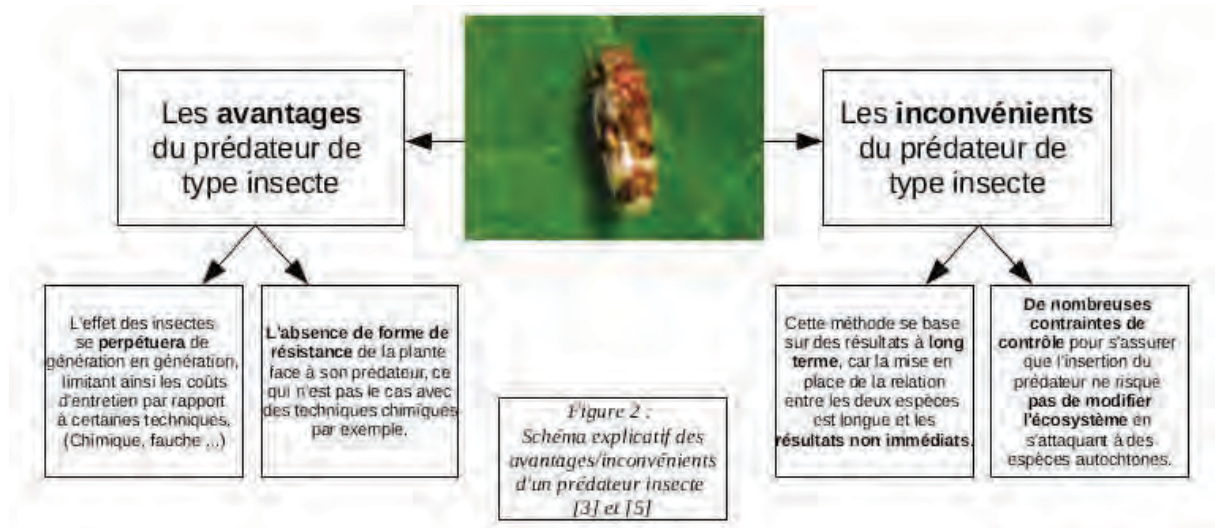 Les avantages
du prédateur de
type insecte
Les inconvénients
du prédateur de
type insecte
L'effet des insectes
se perpétuera de
génération en génération,
limitant ainsi les coûts
d'entretien par rapport
à certaines techniques.
(Chimique, fauche ...)
L'absence de forme de
résistance de la plante
face à son prédateur, ce
qui n'est pas le cas avec
des techniques chimiques
par exemple.
Cette méthode se base
sur des résultats à long
terme, car la mise en
place de la relation
entre les deux espèces
est longue et les
résultats non immédiats.
De nombreuses
contraintes de
contrôle pour s'assurer
que l'insertion du
prédateur ne risque
pas de modifier
l'écosystème en
s'attaquant à des
espèces autochtones.
Figure 2 :
Schéma explicatif des
avantages/inconvénients
d'un prédateur insecte
[3] et [5]